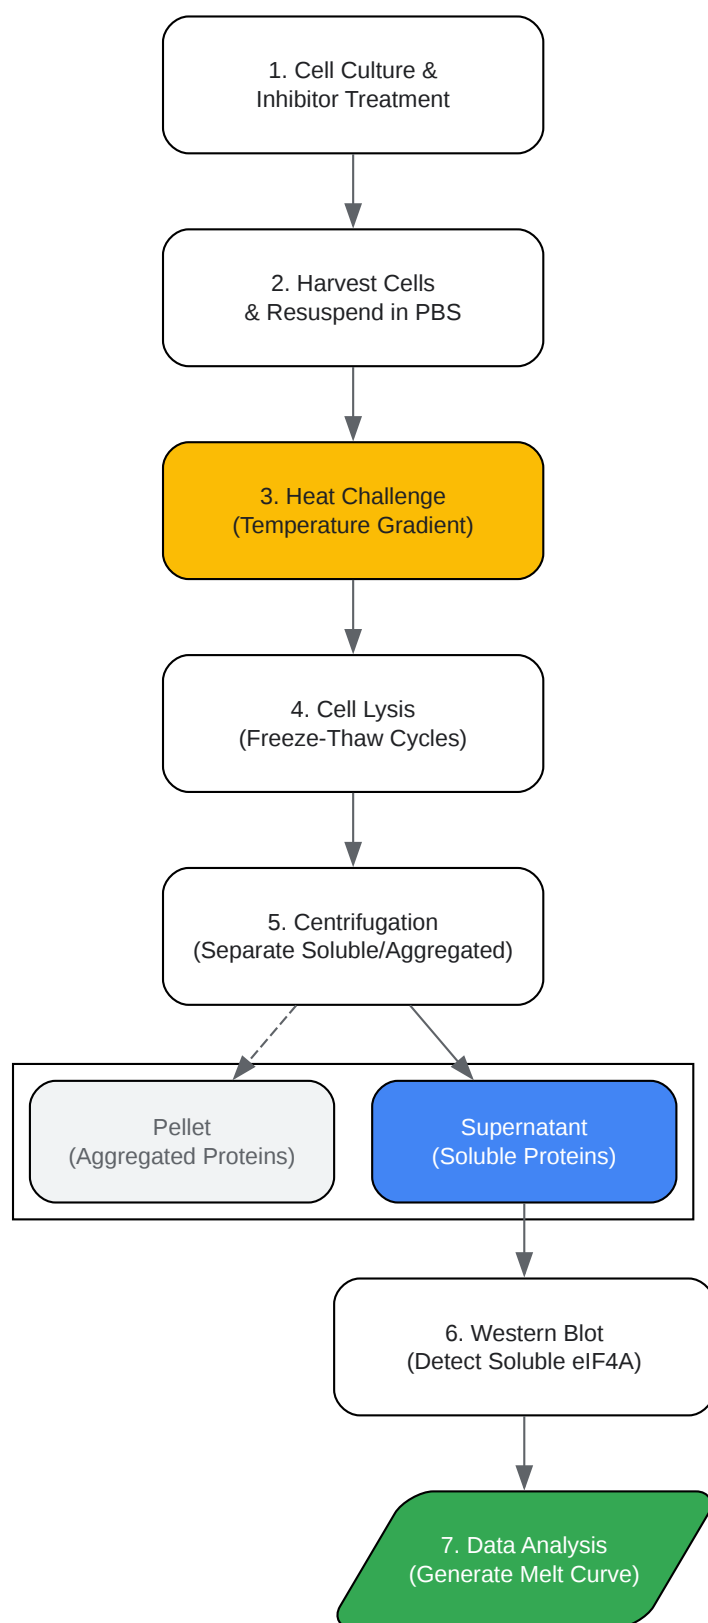 1. Cell Culture &
Inhibitor Treatment
2. Harvest Cells
& Resuspend in PBS
3. Heat Challenge
(Temperature Gradient)
4. Cell Lysis
(Freeze-Thaw Cycles)
5. Centrifugation
(Separate Soluble/Aggregated)
Pellet
(Aggregated Proteins)
Supernatant
(Soluble Proteins)
6. Western Blot
(Detect Soluble eIF4A)
7. Data Analysis
(Generate Melt Curve)